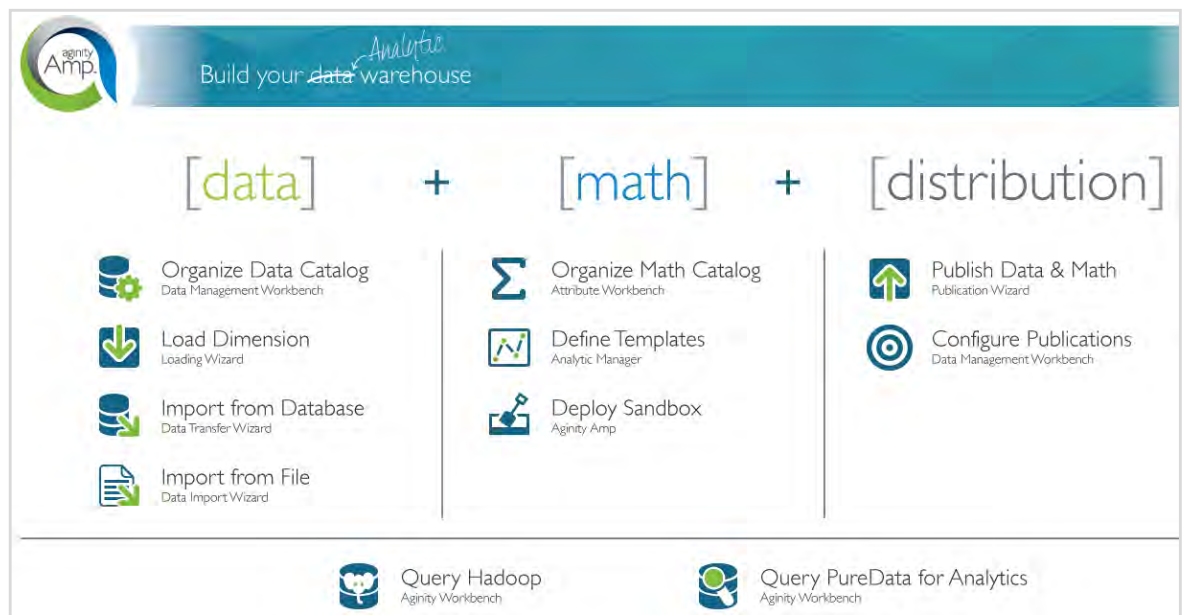 aginity
Amp.
Analytic
Build your data warehouse
[data] + [math] + [distribution]
Organize Data Catalog
Data Management Workbench
Load Dimension
Loading Wizard
Import from Database
Data Transfer Wizard
Import from File
Data Import Wizard
Organize Math Catalog
Attribute Workbench
Define Templates
Analytic Manager
Deploy Sandbox
Aginity Amp
Publish Data & Math
Publication Wizard
Configure Publications
Data Management Workbench
Query Hadoop
Aginity Workbench
Query PureData for Analytics
Aginity Workbench